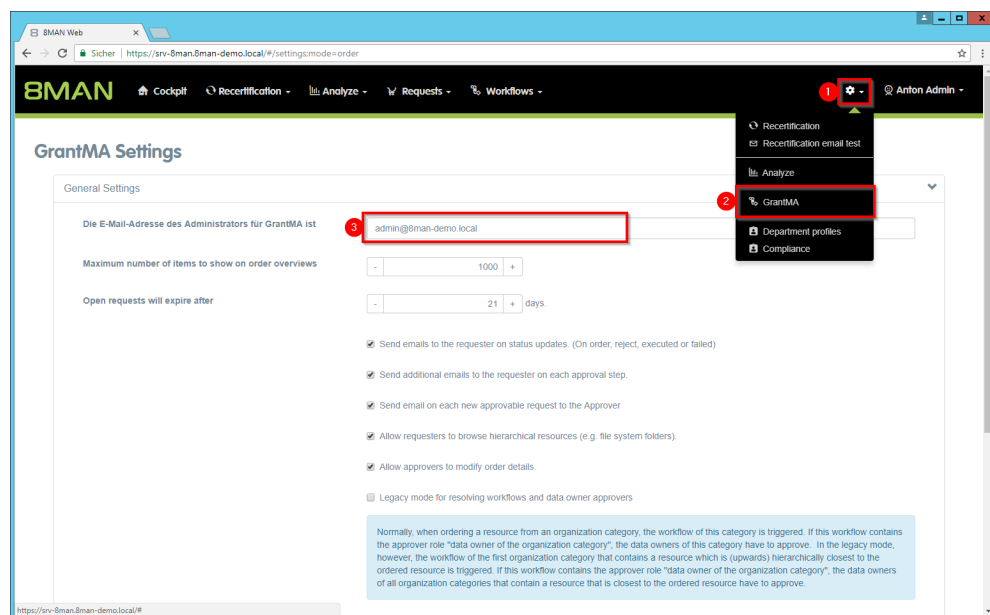 8MAN Web
Sicher | https://srv-8man.8man-demo.local/#/settings:mode=order
8MAN Cockpit Recertification Analyze Requests Workflows 1 Anton Admin
Recertification
Recertification email test
Analyze
2 GrantMA
Department profiles
Compliance
GrantMA Settings
General Settings
Die E-Mail-Adresse des Administrators für GrantMA ist 3 admin@8man-demo.local
Maximum number of items to show on order overviews - 1000 +
Open requests will expire after - 21 + days.
Send emails to the requester on status updates. (On order, reject, executed or failed)
Send additional emails to the requester on each approval step.
Send email on each new approvable request to the Approver
Allow requesters to browse hierarchical resources (e.g. file system folders).
Allow approvers to modify order details.
Legacy mode for resolving workflows and data owner approvers
Normally, when ordering a resource from an organization category, the workflow of this category is triggered. If this workflow contains
the approver role "data owner of the organization category", the data owners of this category have to approve. In the legacy mode,
however, the workflow of the first organization category that contains a resource which is (upwards) hierarchically closest to the
ordered resource is triggered. If this workflow contains the approver role "data owner of the organization category", the data owners
of all organization categories that contain a resource that is closest to the ordered resource have to approve.
https://srv-8man.8man-demo.local/#